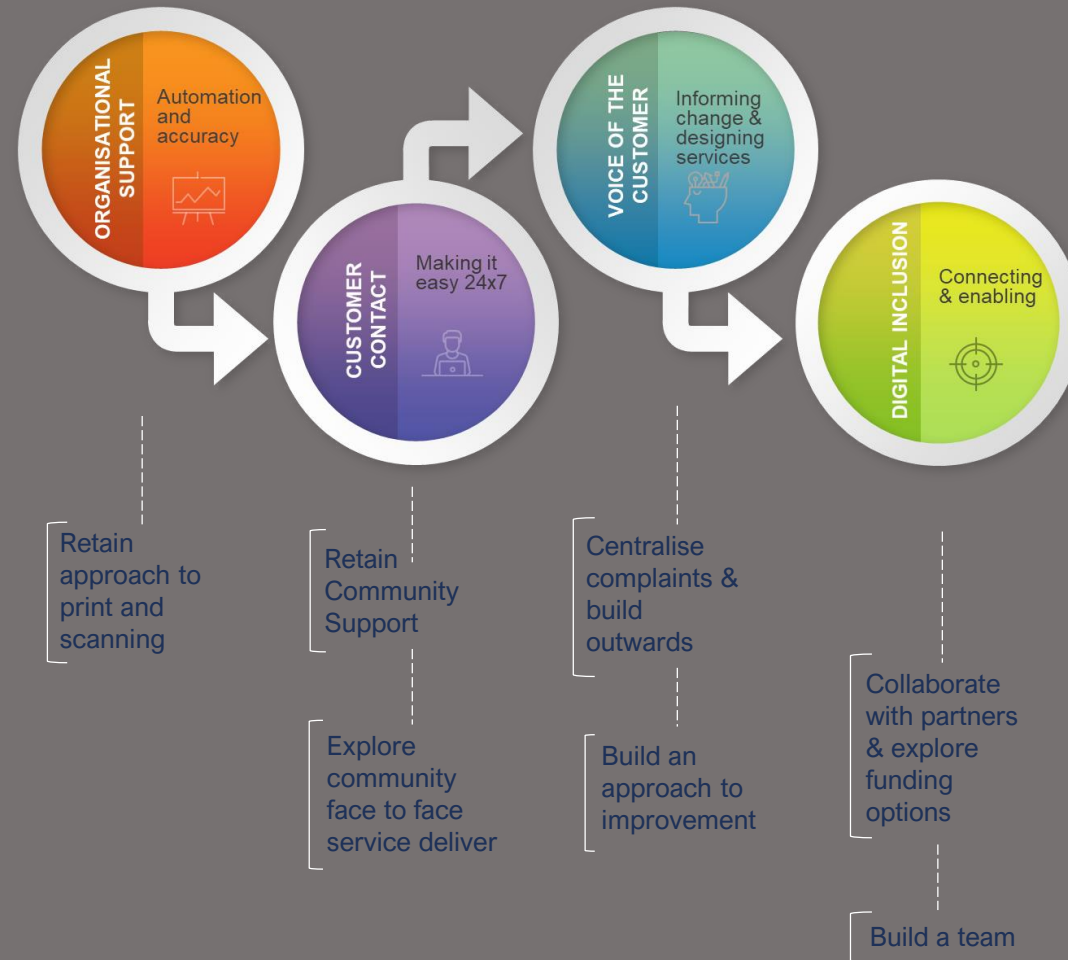 ORGANISATIONAL
SUPPORT
Automation
and
accuracy
CUSTOMER
CONTACT
Making it
easy 24x7
VOICE OF THE
CUSTOMER
Informing
change &
designing
services
DIGITAL INCLUSION
Connecting
& enabling
Retain
approach to
print and
scanning
Retain
Community
Support
Explore
community
face to face
service deliver
Centralise
complaints &
build
outwards
Build an
approach to
improvement
Collaborate
with partners
& explore
funding
options
Build a team